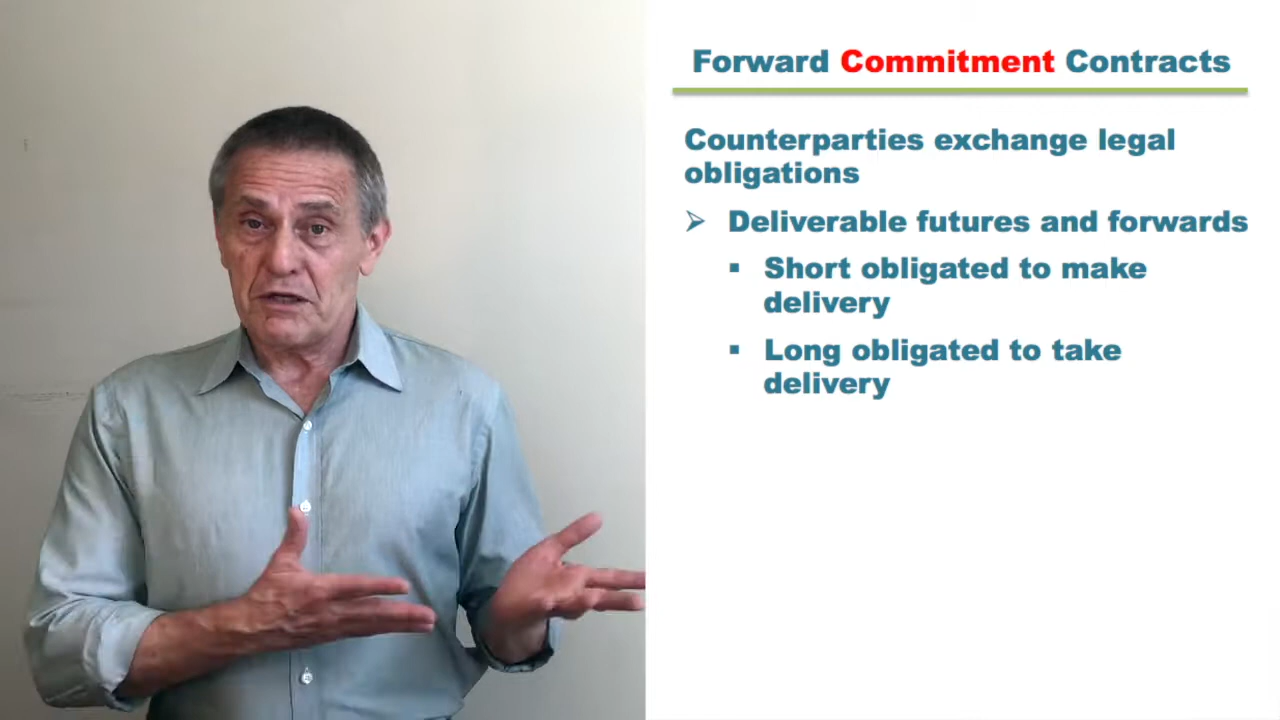 Forward Commitment Contracts
Counterparties exchange legal
obligations
➢ Deliverable futures and forwards
▪ Short obligated to make
delivery
▪ Long obligated to take
delivery